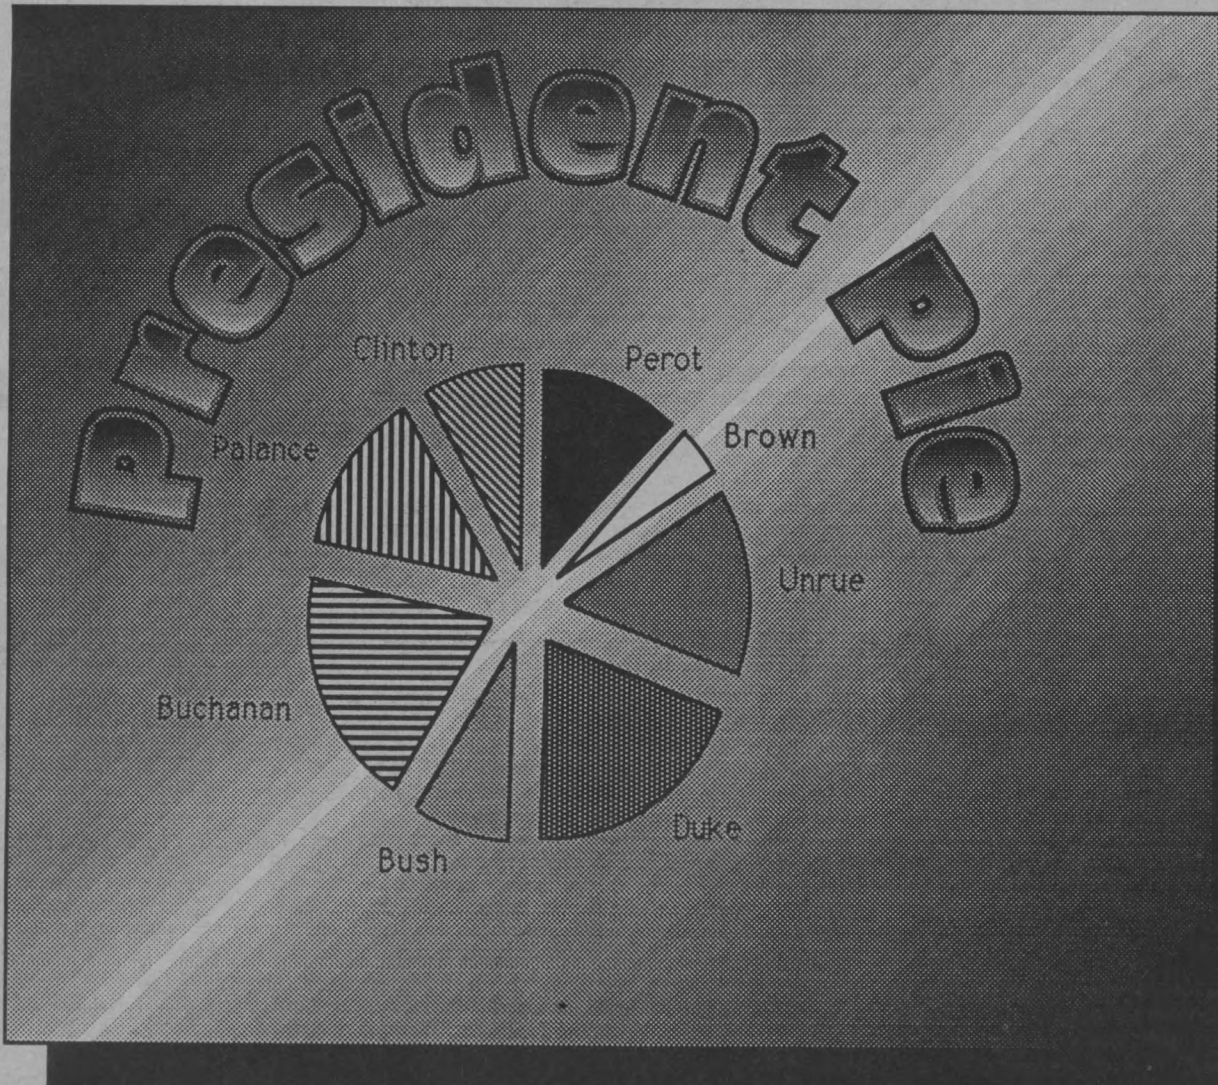 President Pie
Clinton
Perot
Palance
Brown
Unrue
Buchanan
Duke
Bush